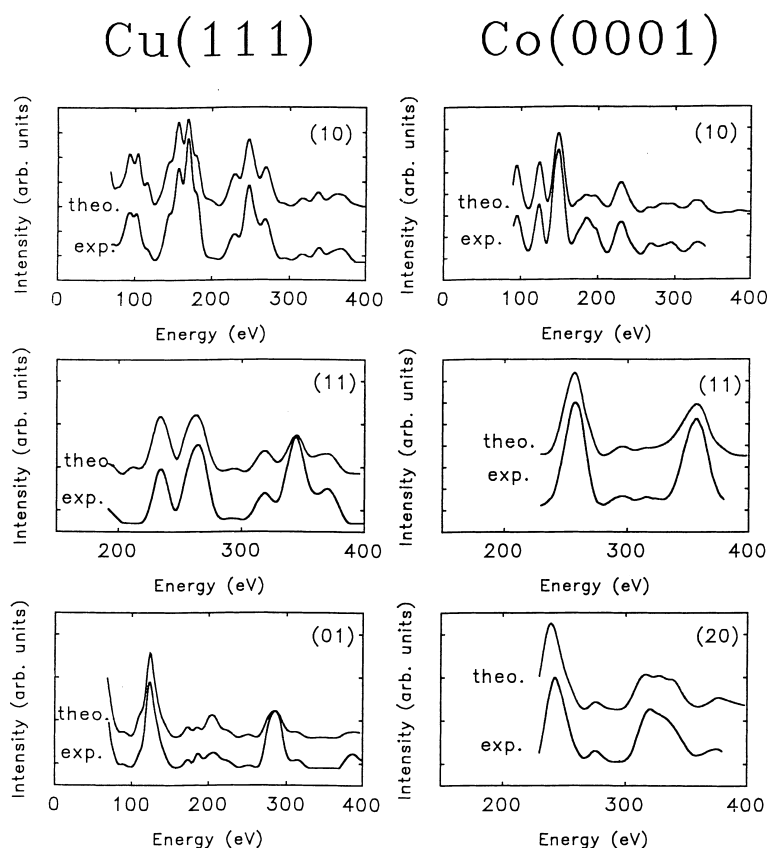 Cu(111)
Co(0001)
Intensity (arb. units)
(10)
theo.
exp.
0 100 200 300 400
Energy (eV)
Intensity (arb. units)
(10)
theo.
exp.
0 100 200 300 400
Energy (eV)
Intensity (arb. units)
(11)
theo.
exp.
200 300 400
Energy (eV)
Intensity (arb. units)
(11)
theo.
exp.
200 300 400
Energy (eV)
Intensity (arb. units)
(01)
theo.
exp.
0 100 200 300 400
Energy (eV)
Intensity (arb. units)
(20)
theo.
exp.
200 300 400
Energy (eV)